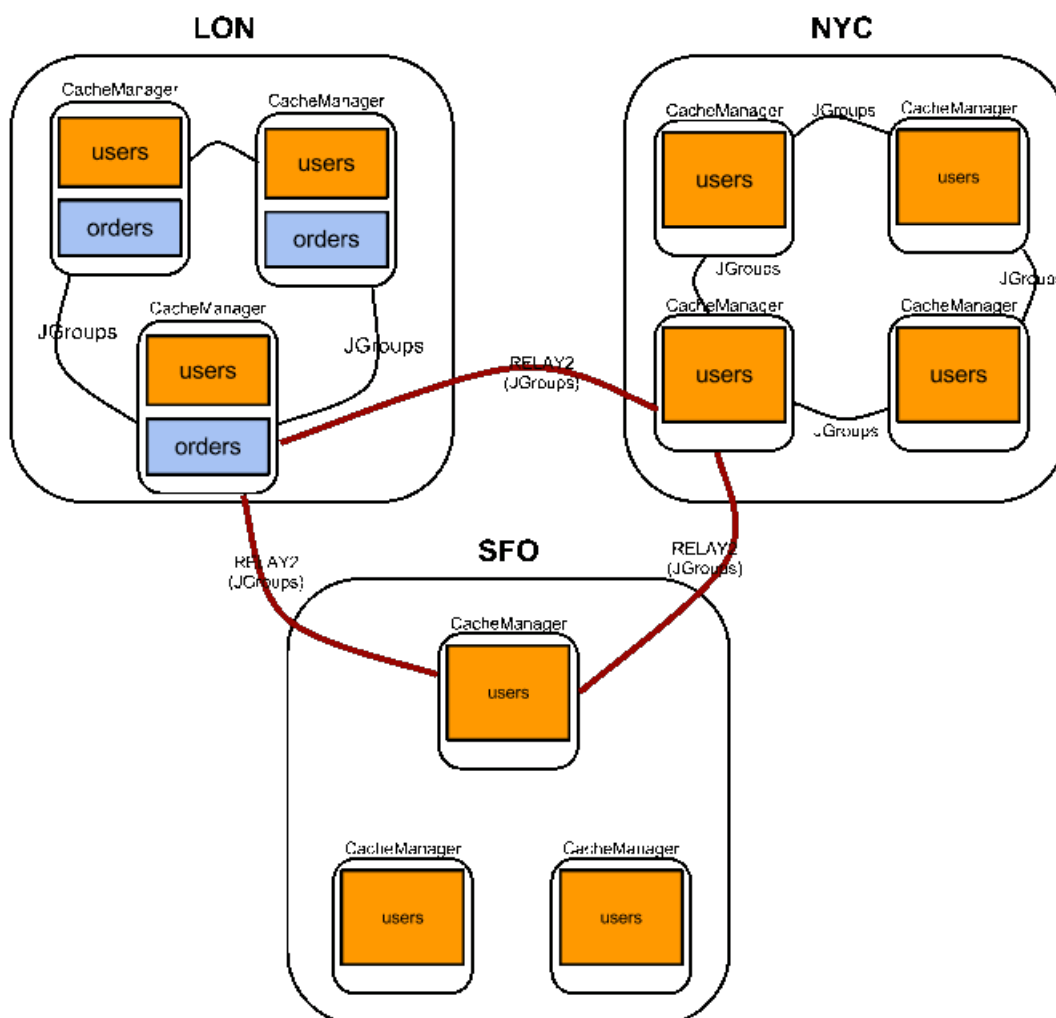 LON
CacheManager
users
orders
CacheManager
users
orders
JGroups
CacheManager
users
orders
JGroups
NYC
CacheManager
users
JGroups
CacheManager
users
JGroups
JGroups
CacheManager
users
CacheManager
users
JGroups
RELAY2
(JGroups)
RELAY2
(JGroups)
RELAY2
(JGroups)
SFO
CacheManager
users
CacheManager
users
CacheManager
users